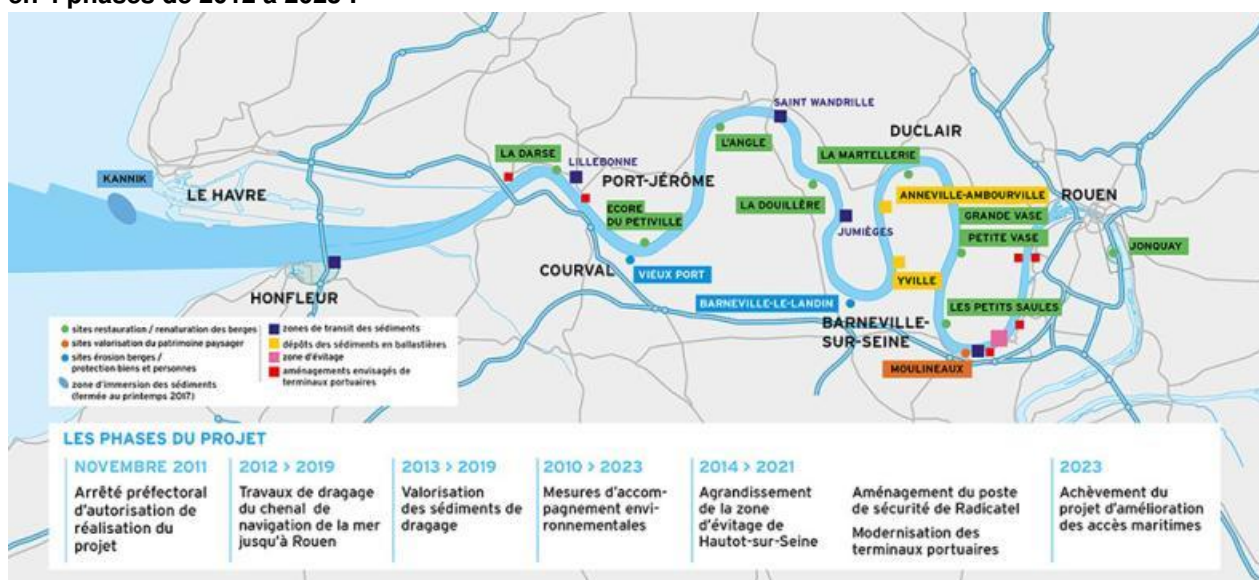 en 4 phases de 2012 à 2023 :
SAINT WANDRILLE
DUCLAIR
L'ANGLE
LA DARSE
LA MARTELLERIE
LILLEBONNE
KANNIK
PORT-JÉRÔME
LE HAVRE
ANNEVILLE-AMBOURVILLE
ROUEN
LA DOUILLÈRE
ECORE
DU PETIVILLE
GRANDE VASE
JUMIÈGES
PETITE VASE
JONQUAY
COURVAL
VIEUX PORT
YVILLE
HONFLEUR
BARNEVILLE-LE-LANDIN
LES PETITS SAULES
BARNEVILLE-
SUR-SEINE
MOULINEAUX
sites restauration / renaturation des berges
sites valorisation du patrimoine paysager
sites érosion berges /
protection biens et personnes
zone d'immersion des sédiments
(fermée au printemps 2017)
zones de transit des sédiments
dépôts des sédiments en ballastières
zone d'évitage
aménagements envisagés de
terminaux portuaires
LES PHASES DU PROJET
NOVEMBRE 2011
Arrêté préfectoral
d'autorisation de
réalisation du
projet
2012 > 2019
Travaux de dragage
du chenal de
navigation de la mer
jusqu'à Rouen
2013 > 2019
Valorisation
des sédiments de
dragage
2010 > 2023
Mesures d'accom-
pagnement envi-
ronnementales
2014 > 2021
Agrandissement
de la zone
d'évitage de
Hautot-sur-Seine
Aménagement du poste
de sécurité de Radicatel
Modernisation des
terminaux portuaires
2023
Achèvement du
projet d'amélioration
des accès maritimes